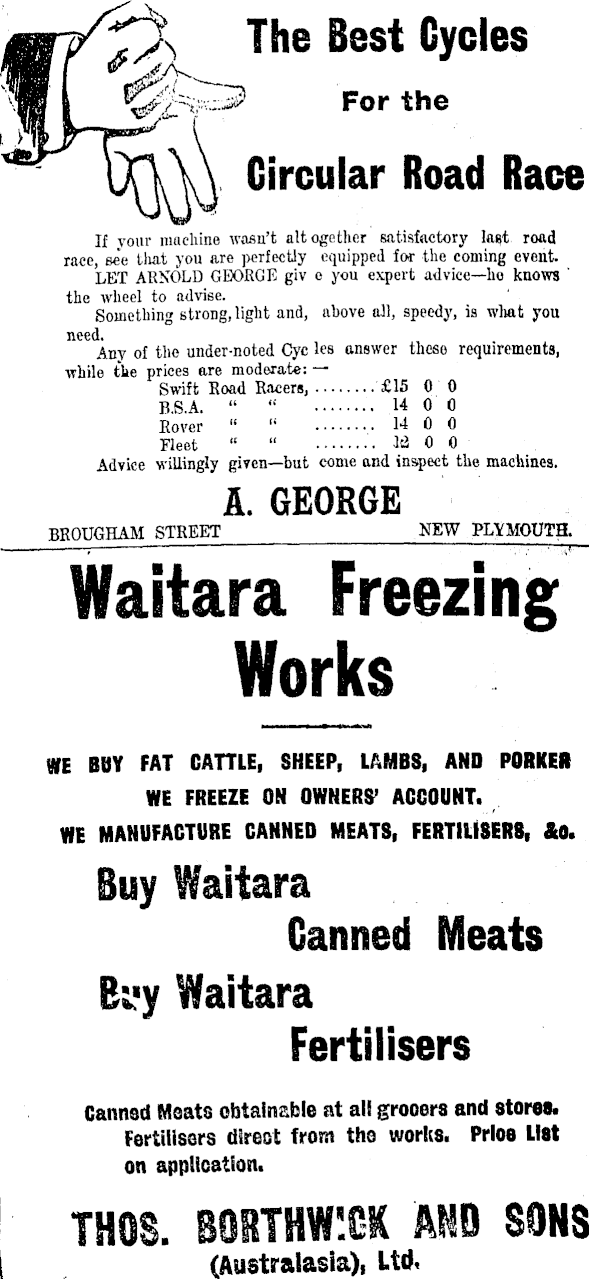 The Best Cycles
For the
Circular Road Race
If your machine wasn't alt ogether satisfactory last road
race, see that you are perfectly equipped for the coming event.
LET ARNOLD GEORGE giv e you expert advice—he knows
the wheel to advise.
Something strong, light and, above all, speedy, is what you
need.
Any of the under-noted Cyc les answer these requirements,
while the prices are moderate: —
Swift Road Racers, ........ £15 0 0
B.S.A. “ “ ........ 14 0 0
Rover “ “ ........ 14 0 0
Fleet “ “ ........ 12 0 0
Advice willingly given—but come and inspect the machines.
A. GEORGE
BROUGHAM STREET NEW PLYMOUTH.
Waitara Freezing
Works
WE BUY FAT CATTLE, SHEEP, LAMBS, AND PORKER
WE FREEZE ON OWNERS' ACCOUNT.
WE MANUFACTURE CANNED MEATS, FERTILISERS, &c.
Buy Waitara
Canned Meats
Buy Waitara
Fertilisers
Canned Meats obtainable at all grocers and stores.
Fertilisers direct from the works. Price List
on application.
THOS. BORTHWICK AND SONS
(Australasia), Ltd.